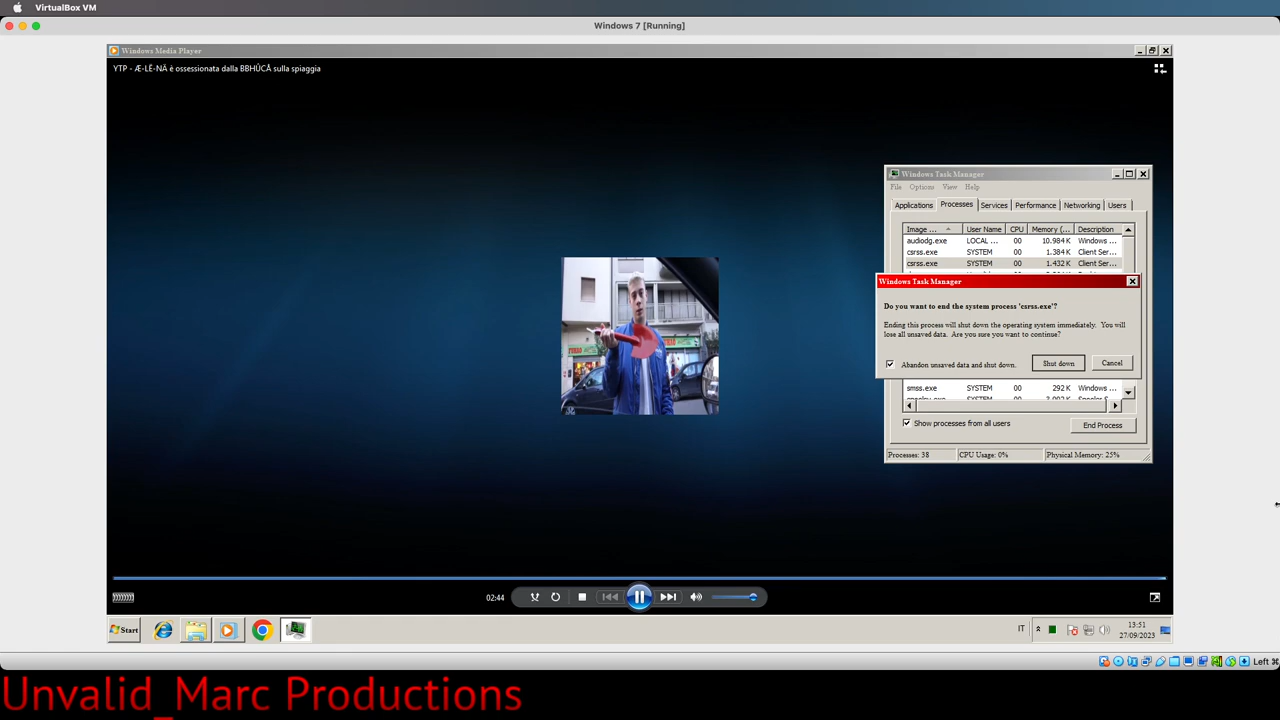 VirtualBox VM
Windows 7 [Running]
Windows Media Player
YTP - Æ-LĒ-NÄ è ossessionata dalla BBHÛCÅ sulla spiaggia
Windows Task Manager
File Options View Help
Applications Processes Services Performance Networking Users
Image ... User Name CPU Memory (... Description
audiodg.exe LOCAL ... 00 10.984 K Windows ...
csrss.exe SYSTEM 00 1.384 K Client Ser...
csrss.exe SYSTEM 00 1.432 K Client Ser...
Windows Task Manager
Do you want to end the system process 'csrss.exe'?
Ending this process will shut down the operating system immediately. You will
lose all unsaved data. Are you sure you want to continue?
Abandon unsaved data and shut down. Shut down Cancel
smss.exe SYSTEM 00 292 K Windows ...
Show processes from all users
End Process
Processes: 38 CPU Usage: 0% Physical Memory: 25%
02:44
Start
IT
13:51
27/09/2023
Left ⌘
Unvalid_Marc Productions